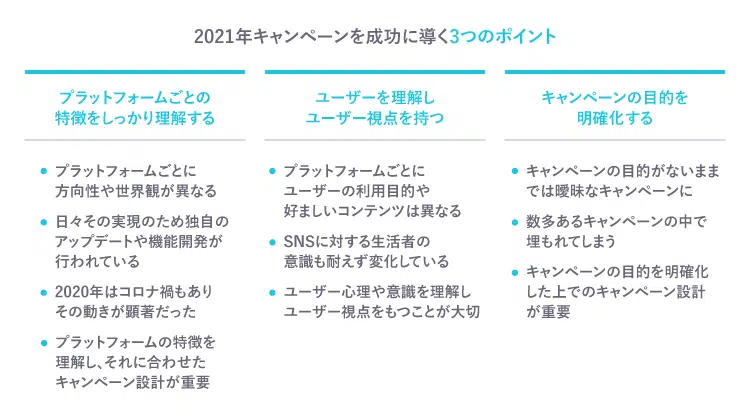 2021年キャンペーンを成功に導く3つのポイント
プラットフォームごとの
特徴をしっかり理解する
プラットフォームごとに
方向性や世界観が異なる
日々その実現のため独自の
アップデートや機能開発が
行われている
2020年はコロナ禍もあり
その動きが顕著だった
プラットフォームの特徴を
理解し、それに合わせた
キャンペーン設計が重要
ユーザーを理解し
ユーザー視点を持つ
プラットフォームごとに
ユーザーの利用目的や
好ましいコンテンツは異なる
SNSに対する生活者の
意識も耐えず変化している
ユーザー心理や意識を理解し
ユーザー視点をもつことが大切
キャンペーンの目的を
明確化する
キャンペーンの目的がないまま
では曖昧なキャンペーンに
数多あるキャンペーンの中で
埋もれてしまう
キャンペーンの目的を明確化
した上でのキャンペーン設計
が重要